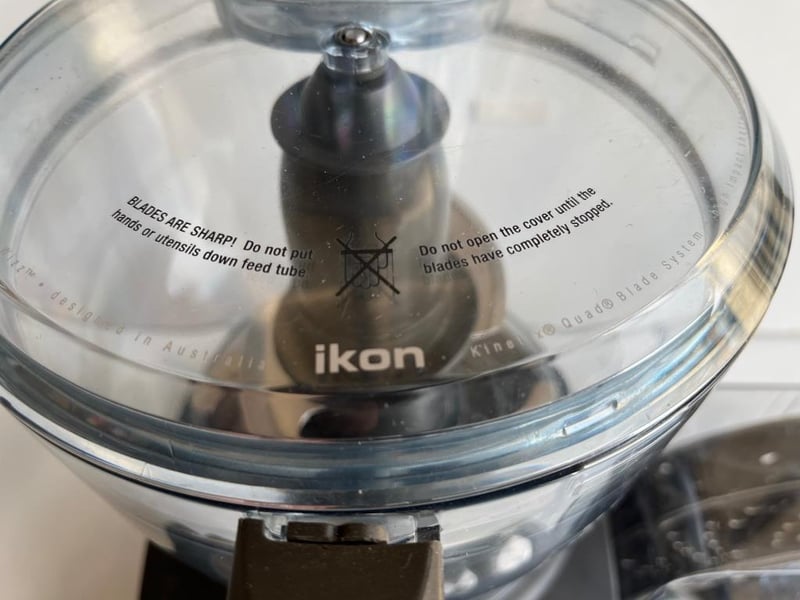 BLADES ARE SHARP! Do not put
hands or utensils down feed tube
Do not open the cover until the
blades have completely stopped.
designed in Australia
ikon
Kinetix® Quad® Blade System